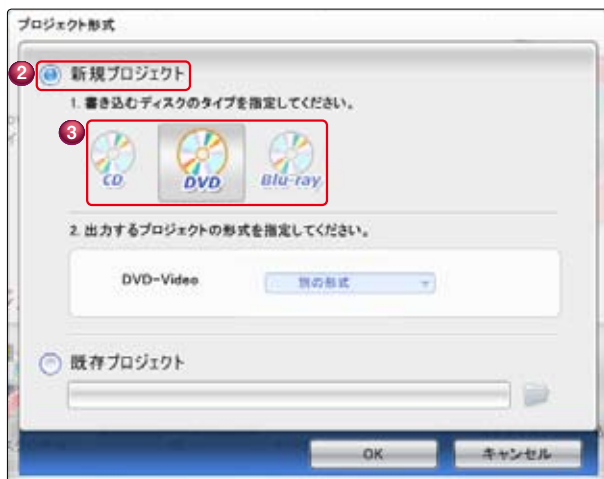 プロジェクト形式
2 新規プロジェクト
1. 書き込むディスクのタイプを指定してください。
3
CD DVD Blu-ray
2. 出力するプロジェクトの形式を指定してください。
DVD-Video 別の形式
既存プロジェクト
OK キャンセル